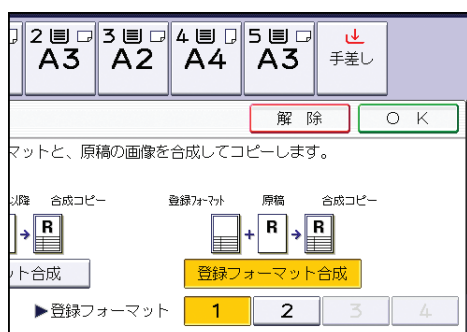 2 3 4 5
A3 A2 A4 A3 手差し
解 除 O K
マットと、原稿の画像を合成してコピーします。
以降 合成コピー 登録フォーマット 原稿 合成コピー
R + R → R
ット合成 登録フォーマット合成
▶登録フォーマット 1 2 3 4